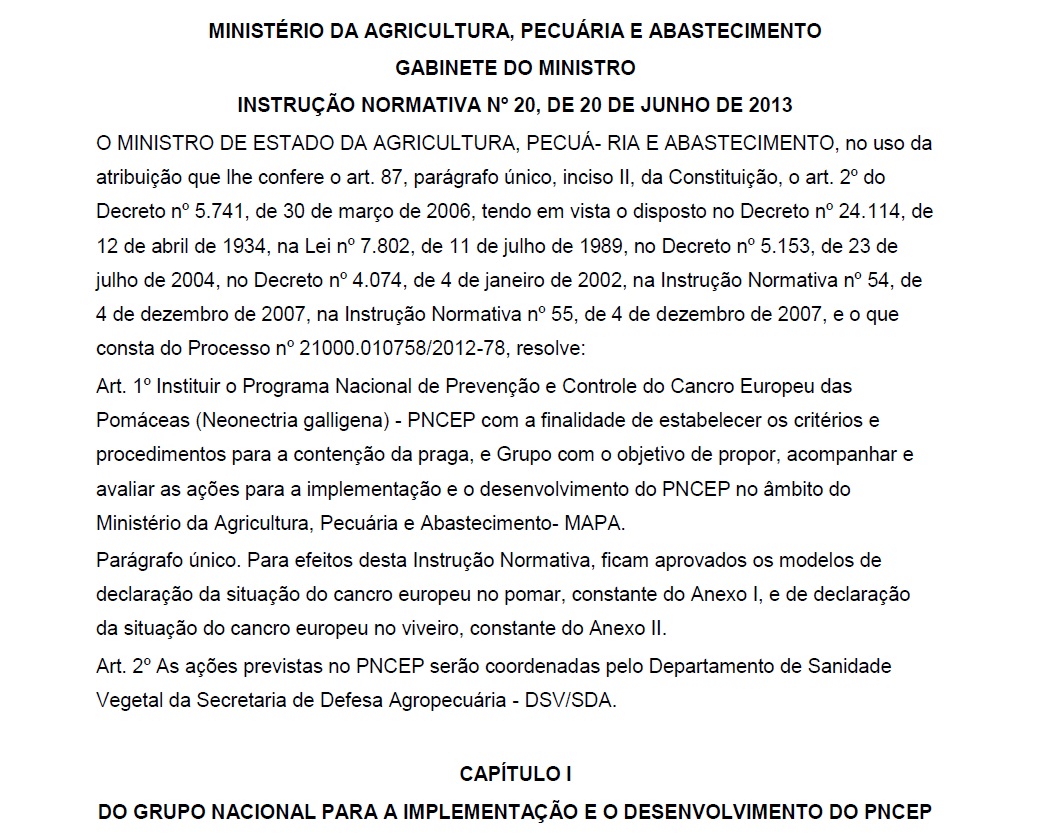 MINISTÉRIO DA AGRICULTURA, PECUÁRIA E ABASTECIMENTO
GABINETE DO MINISTRO
INSTRUÇÃO NORMATIVA Nº 20, DE 20 DE JUNHO DE 2013
O MINISTRO DE ESTADO DA AGRICULTURA, PECUÁ- RIA E ABASTECIMENTO, no uso da
atribuição que lhe confere o art. 87, parágrafo único, inciso II, da Constituição, o art. 2º do
Decreto nº 5.741, de 30 de março de 2006, tendo em vista o disposto no Decreto nº 24.114, de
12 de abril de 1934, na Lei nº 7.802, de 11 de julho de 1989, no Decreto nº 5.153, de 23 de
julho de 2004, no Decreto nº 4.074, de 4 de janeiro de 2002, na Instrução Normativa nº 54, de
4 de dezembro de 2007, na Instrução Normativa nº 55, de 4 de dezembro de 2007, e o que
consta do Processo nº 21000.010758/2012-78, resolve:
Art. 1º Instituir o Programa Nacional de Prevenção e Controle do Cancro Europeu das
Pomáceas (Neonectria galligena) - PNCEP com a finalidade de estabelecer os critérios e
procedimentos para a contenção da praga, e Grupo com o objetivo de propor, acompanhar e
avaliar as ações para a implementação e o desenvolvimento do PNCEP no âmbito do
Ministério da Agricultura, Pecuária e Abastecimento- MAPA.
Parágrafo único. Para efeitos desta Instrução Normativa, ficam aprovados os modelos de
declaração da situação do cancro europeu no pomar, constante do Anexo I, e de declaração
da situação do cancro europeu no viveiro, constante do Anexo II.
Art. 2º As ações previstas no PNCEP serão coordenadas pelo Departamento de Sanidade
Vegetal da Secretaria de Defesa Agropecuária - DSV/SDA.
CAPÍTULO I
DO GRUPO NACIONAL PARA A IMPLEMENTAÇÃO E O DESENVOLVIMENTO DO PNCEP